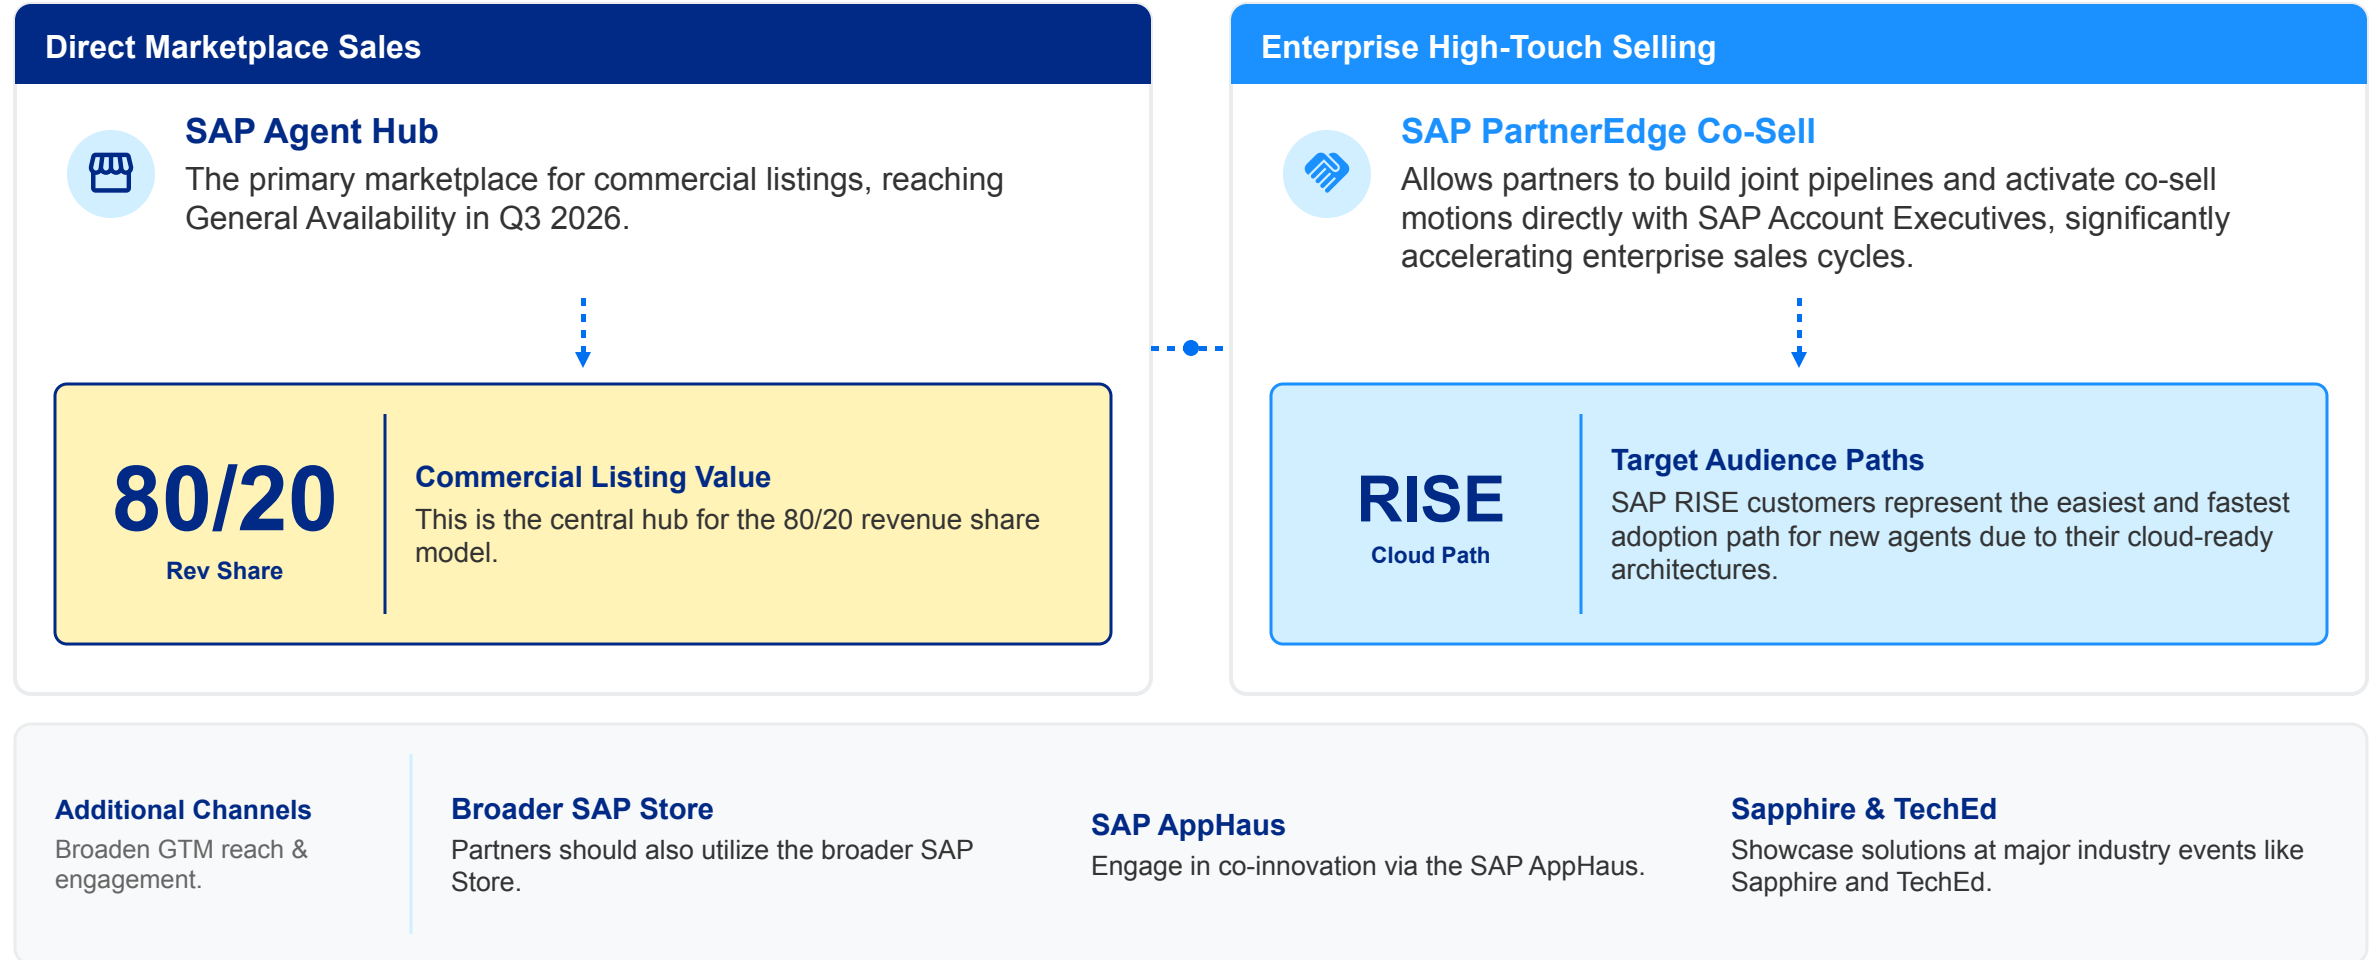 Direct Marketplace Sales
SAP Agent Hub
The primary marketplace for commercial listings, reaching
General Availability in Q3 2026.
80/20
Rev Share
Commercial Listing Value
This is the central hub for the 80/20 revenue share
model.
Enterprise High-Touch Selling
SAP PartnerEdge Co-Sell
Allows partners to build joint pipelines and activate co-sell
motions directly with SAP Account Executives, significantly
accelerating enterprise sales cycles.
RISE
Cloud Path
Target Audience Paths
SAP RISE customers represent the easiest and fastest
adoption path for new agents due to their cloud-ready
architectures.
Additional Channels
Broaden GTM reach &
engagement.
Broader SAP Store
Partners should also utilize the broader SAP
Store.
SAP AppHaus
Engage in co-innovation via the SAP AppHaus.
Sapphire & TechEd
Showcase solutions at major industry events like
Sapphire and TechEd.